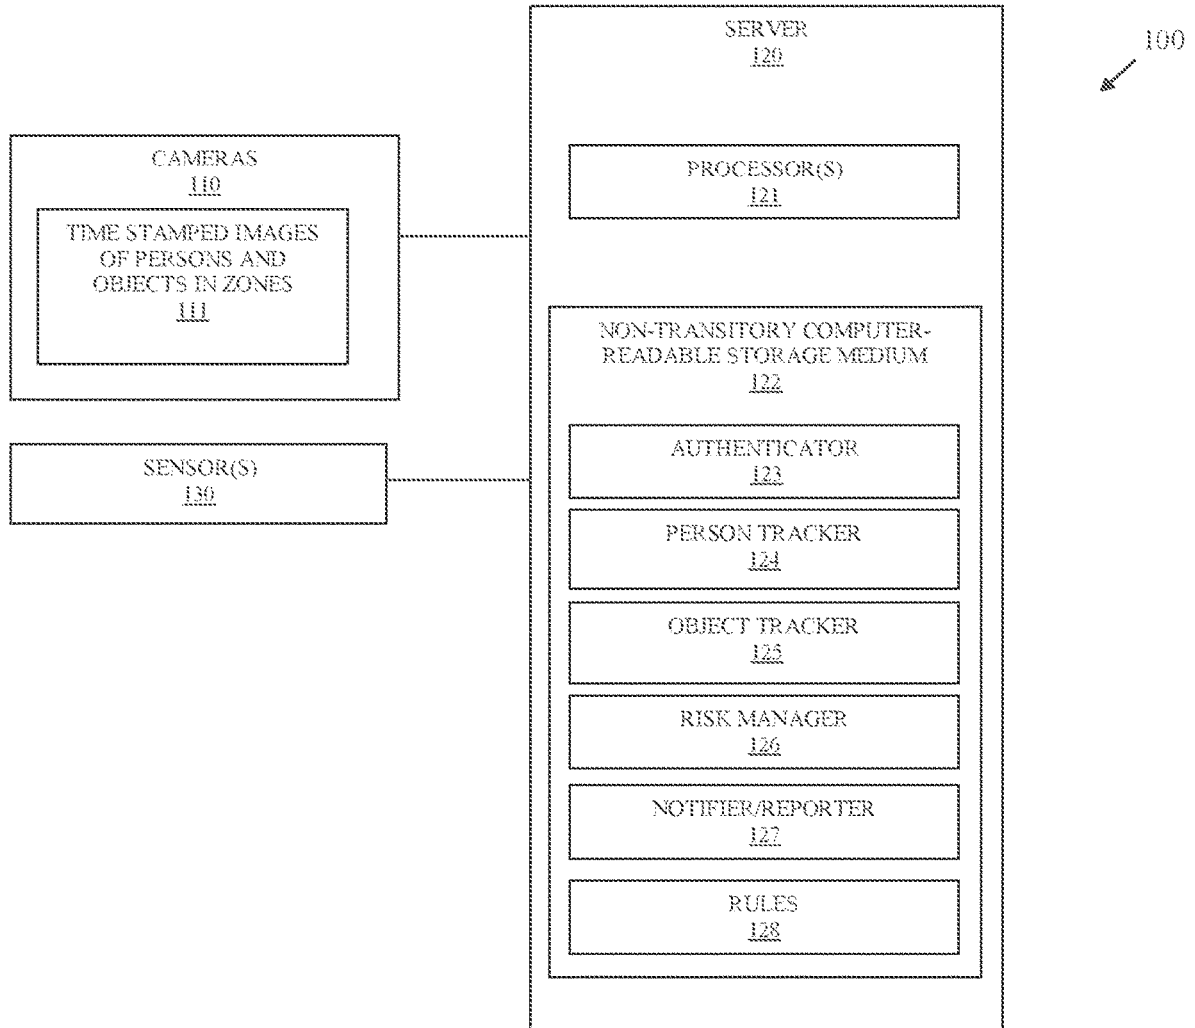 SERVER
120
100
CAMERAS
110
TIME STAMPED IMAGES
OF PERSONS AND
OBJECTS IN ZONES
111
SENSOR(S)
130
PROCESSOR(S)
121
NON-TRANSITORY COMPUTER-
READABLE STORAGE MEDIUM
122
AUTHENTICATOR
123
PERSON TRACKER
124
OBJECT TRACKER
125
RISK MANAGER
126
NOTIFIER/REPORTER
127
RULES
128